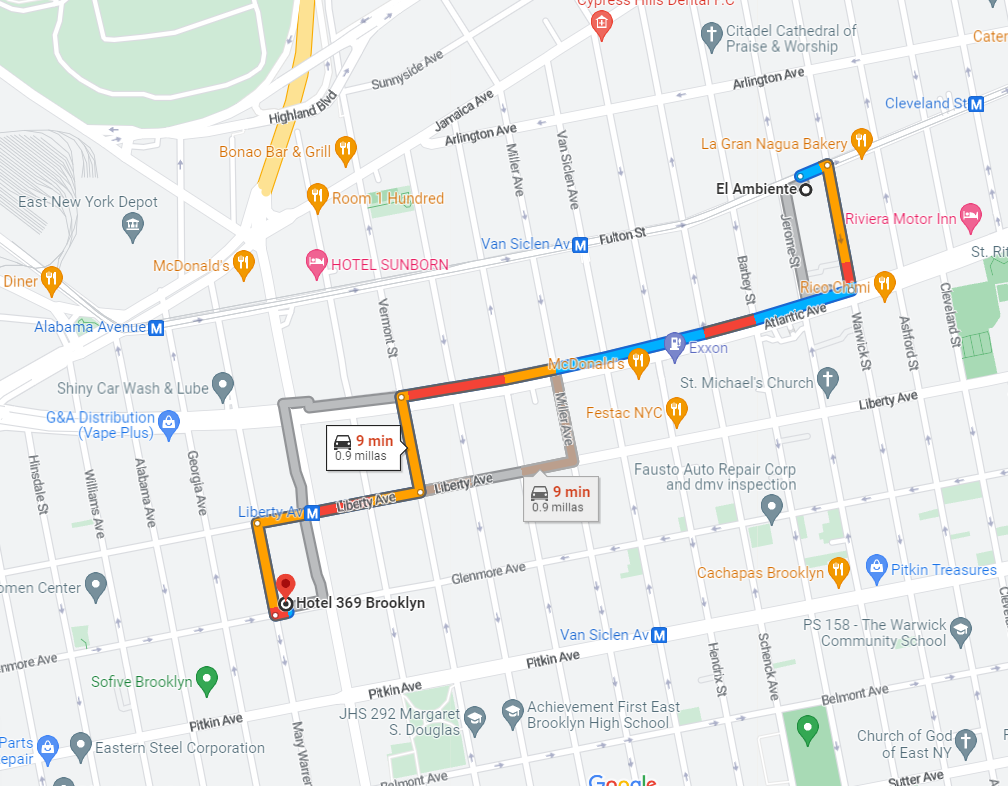 Cypress Hills Dental P.C
Citadel Cathedral of
Praise & Worship
Cater
Sunnyside Ave
Arlington Ave
Highland Blvd
Jamaica Ave
Cleveland St
M
Arlington Ave
Bonao Bar & Grill
La Gran Nagua Bakery
Miller Ave
Van Siclen Ave
El Ambiente
East New York Depot
Room 1 Hundred
Riviera Motor Inn
Jerome St
Van Siclen Av
M
Fulton St
St. Rit
McDonald's
HOTEL SUNBORN
Diner
Barbey St
Rico Chimi
Alabama Avenue
M
Vermont St
Atlantic Ave
Warwick St
Ashford St
Cleveland St
Exxon
McDonald's
Shiny Car Wash & Lube
St. Michael's Church
G&A Distribution
(Vape Plus)
Festac NYC
Liberty Ave
Miller Ave
9 min
0.9 millas
Hinsdale St
Williams Ave
Alabama Ave
Georgia Ave
Fausto Auto Repair Corp
and dmv inspection
Liberty Ave
9 min
0.9 millas
Liberty Ave
Liberty Av
M
Glenmore Ave
Cachapas Brooklyn
Pitkin Treasures
omen Center
Hotel 369 Brooklyn
Van Siclen Av
M
PS 158 - The Warwick
Community School
nmore Ave
Pitkin Ave
Hendrix St
Schenck Ave
Sofive Brooklyn
Pitkin Ave
Belmont Ave
Pitkin Ave
JHS 292 Margaret
S. Douglas
Achievement First East
Brooklyn High School
Parts
epair
Eastern Steel Corporation
Mary Warren
Church of God
of East NY
Belmont Ave
Google
Sutter Ave